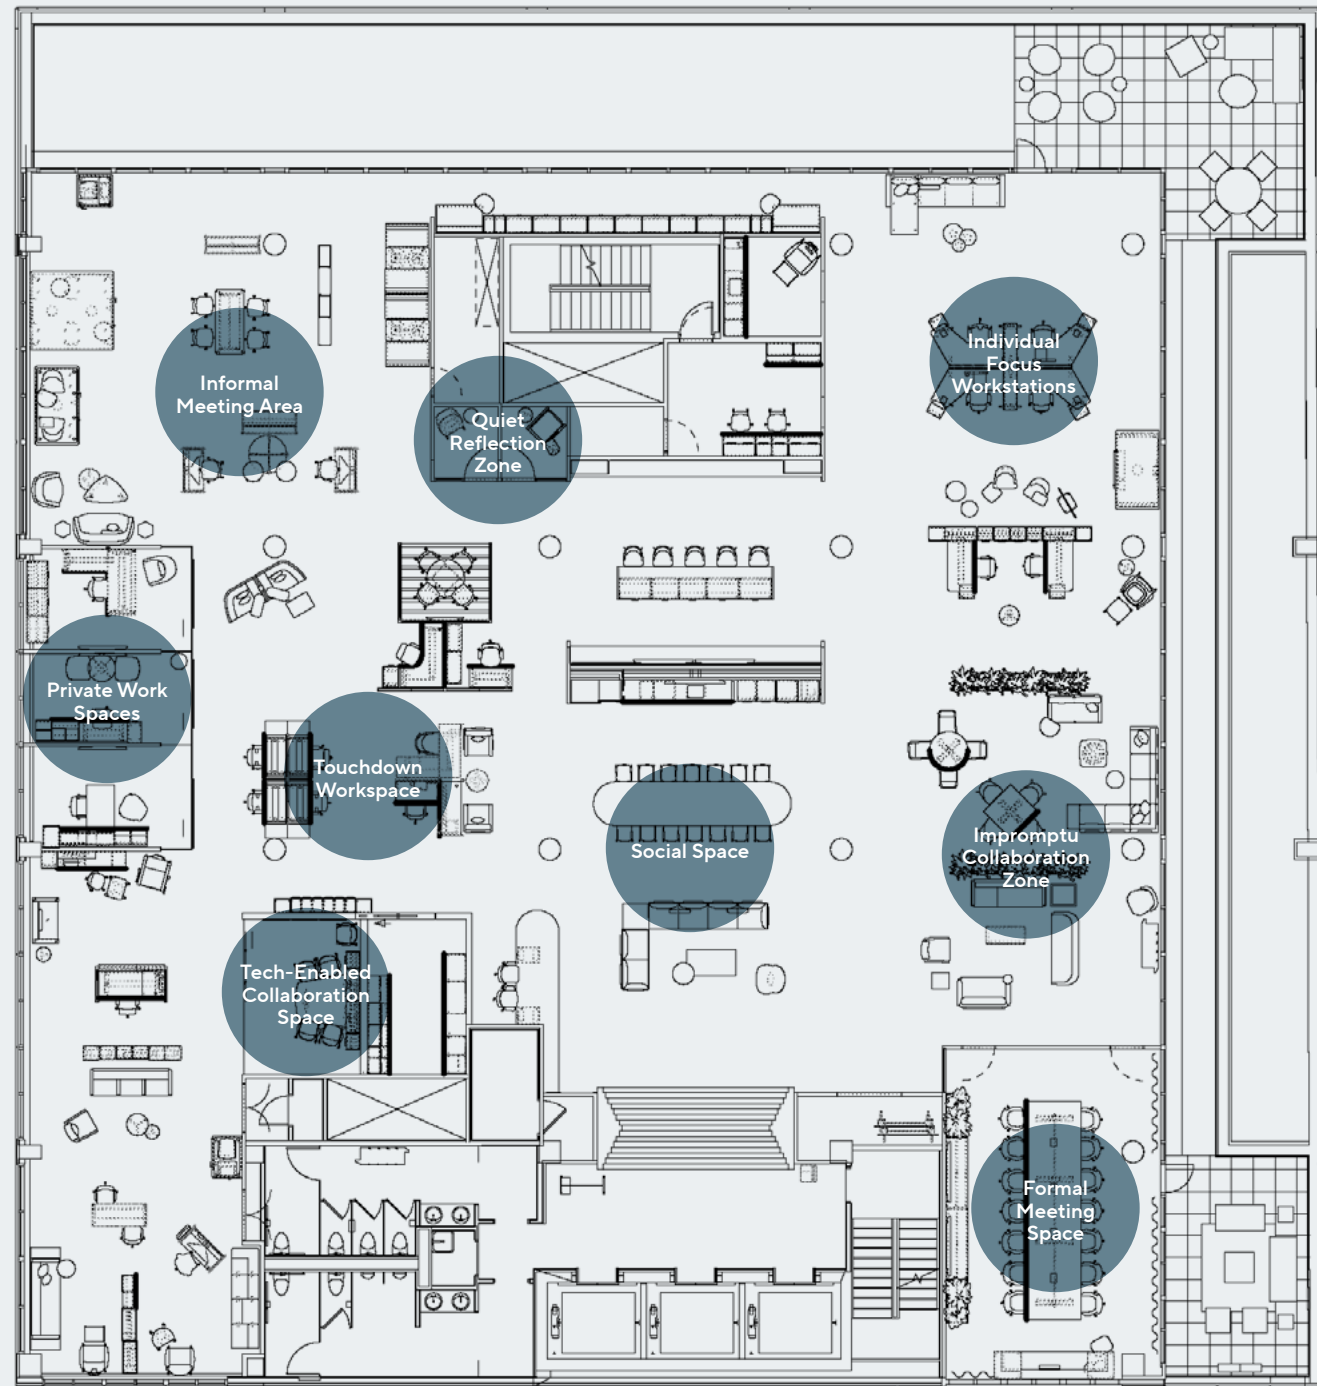 Individual
Focus
Workstations
Informal
Meeting Area
Quiet
Reflection
Zone
Private Work
Spaces
Touchdown
Workspace
Social Space
Impromptu
Collaboration
Zone
Tech-Enabled
Collaboration
Space
Formal
Meeting
Space